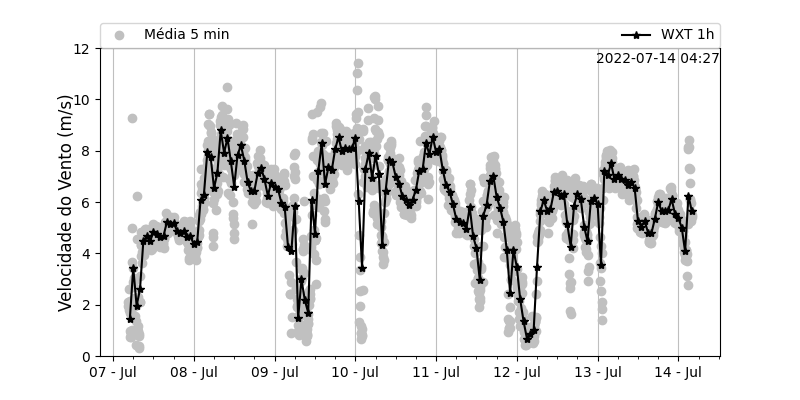 Média 5 min
WXT 1h
2022-07-14 04:27
Velocidade do Vento (m/s)
12
10
8
6
4
2
0
07 - Jul
08 - Jul
09 - Jul
10 - Jul
11 - Jul
12 - Jul
13 - Jul
14 - Jul